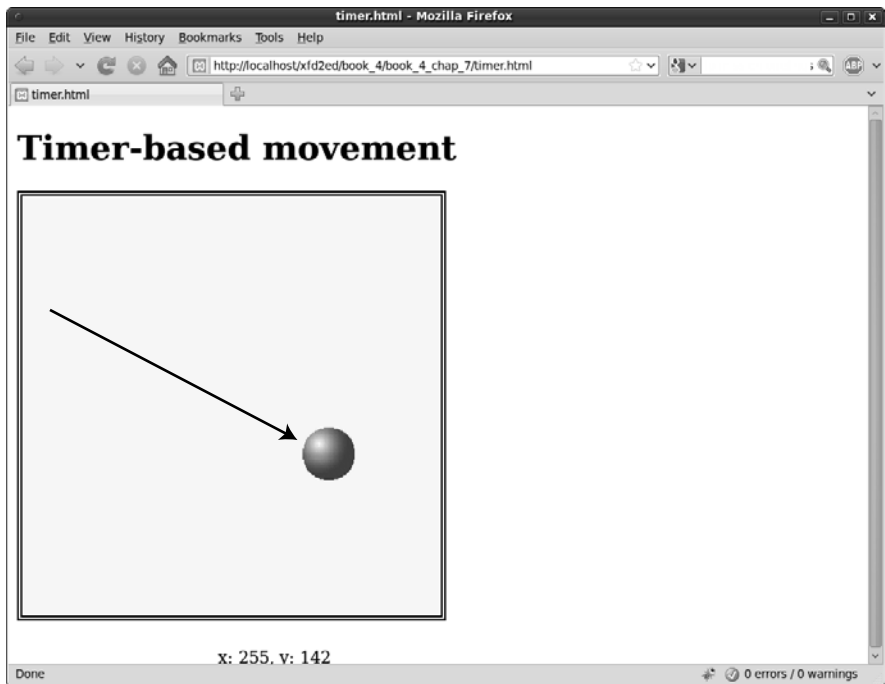 timer.html - Mozilla Firefox
File Edit View History Bookmarks Tools Help
http://localhost/xfd2ed/book_4/book_4_chap_7/timer.html
ABP
timer.html
Timer-based movement
x: 255, y: 142
Done
0 errors / 0 warnings